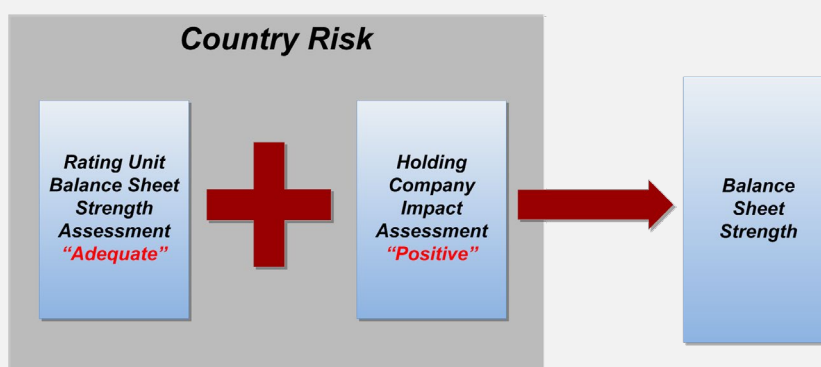 Country Risk
Rating Unit
Balance Sheet
Strength
Assessment
“Adequate”
Holding
Company
Impact
Assessment
“Positive”
Balance
Sheet
Strength